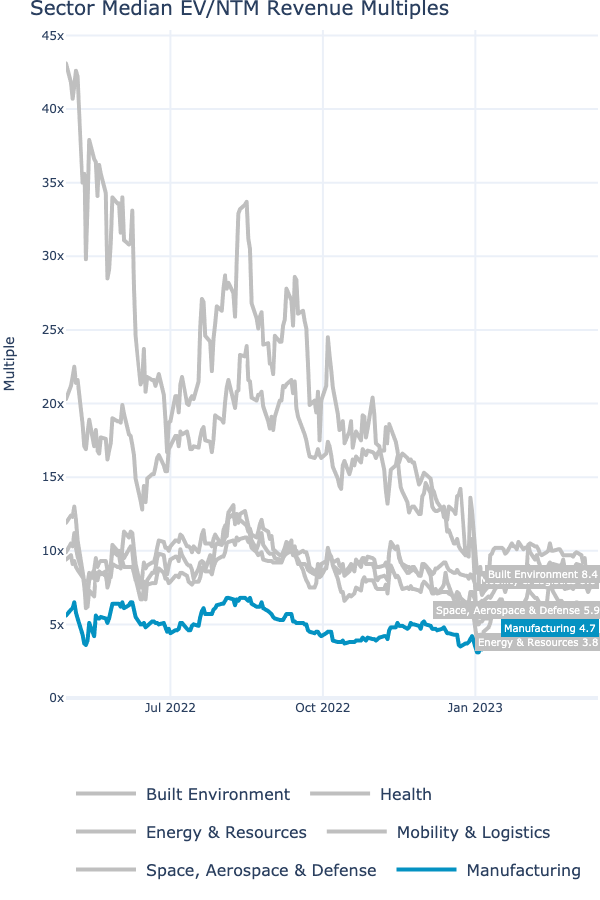 Sector Median EV/NTM Revenue Multiples
45x
40x
35x
30x
25x
20x
15x
10x
5x
0x
Multiple
Built Environment 8.4
Mobility & Logistics
Space, Aerospace & Defense 5.9
Manufacturing 4.7
Energy & Resources 3.8
Jul 2022
Oct 2022
Jan 2023
Built Environment
Health
Energy & Resources
Mobility & Logistics
Space, Aerospace & Defense
Manufacturing